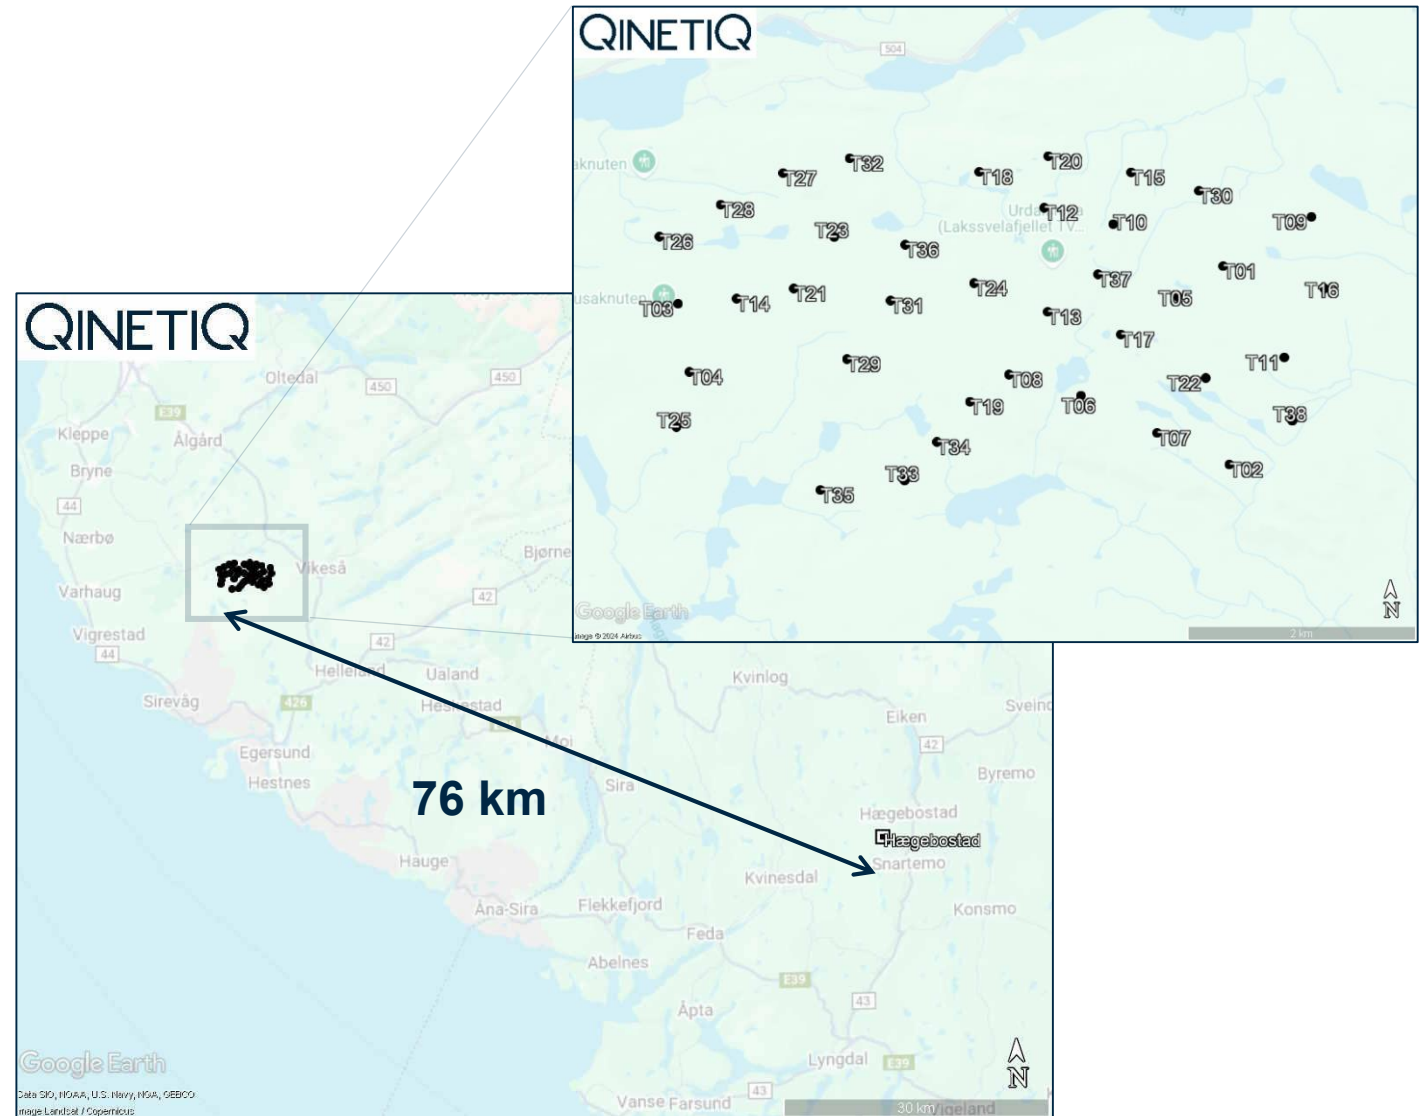 QINETIQ
504
aknuten
T32
T20
T27
T18
T15
T30
T28
T12
Urda
T23
T10
T09
(Lakssvelafjellet TV...
T26
T36
T01
T37
T24
T21
T05
T16
usaknuten
T14
T03
T31
T13
T17
T29
T11
T04
T08
T22
T19
T06
T38
T25
T07
T34
T02
T33
T35
Google Earth
N
Image © 2024 Airbus
2 km
QINETIQ
Oltedal
450
450
E39
Kleppe
Ålgård
Bryne
44
Nærbø
Bjørne
Vikeså
Varhaug
42
Vigrestad
42
44
Helleland
Ualand
Kvinlog
Sirevåg
426
Heskestad
Eiken
Svein
Moi
42
Egersund
Hestnes
Sira
Byremo
76 km
Hægebostad
Hægebostad
Snartemo
Hauge
Kvinesdal
Åna-Sira
Flekkefjord
Konsmo
Feda
Abelnes
E39
43
Åpta
Lyngdal
E39
Google Earth
N
43
Data SIO, NOAA, U.S. Navy, NGA, GEBCO
Vanse Farsund
30 km
Vigeland
Image Landsat / Copernicus